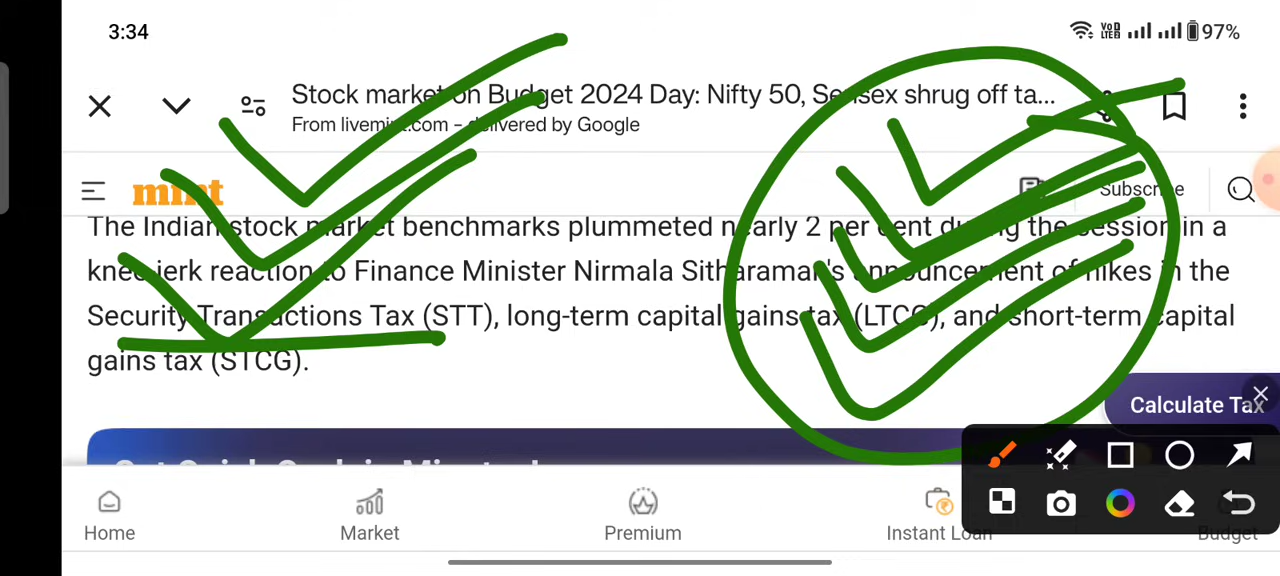 3:34
97%
Stock market on Budget 2024 Day: Nifty 50, Sensex shrug off ta...
From livemint.com – delivered by Google
mint
Subscribe
The Indian stock market benchmarks plummeted nearly 2 per cent during the session in a
knee-jerk reaction to Finance Minister Nirmala Sitharaman's announcement of hikes in the
Security Transactions Tax (STT), long-term capital gains tax (LTCG), and short-term capital
gains tax (STCG).
Calculate Tax
Home
Market
Premium
Instant Loan
Budget